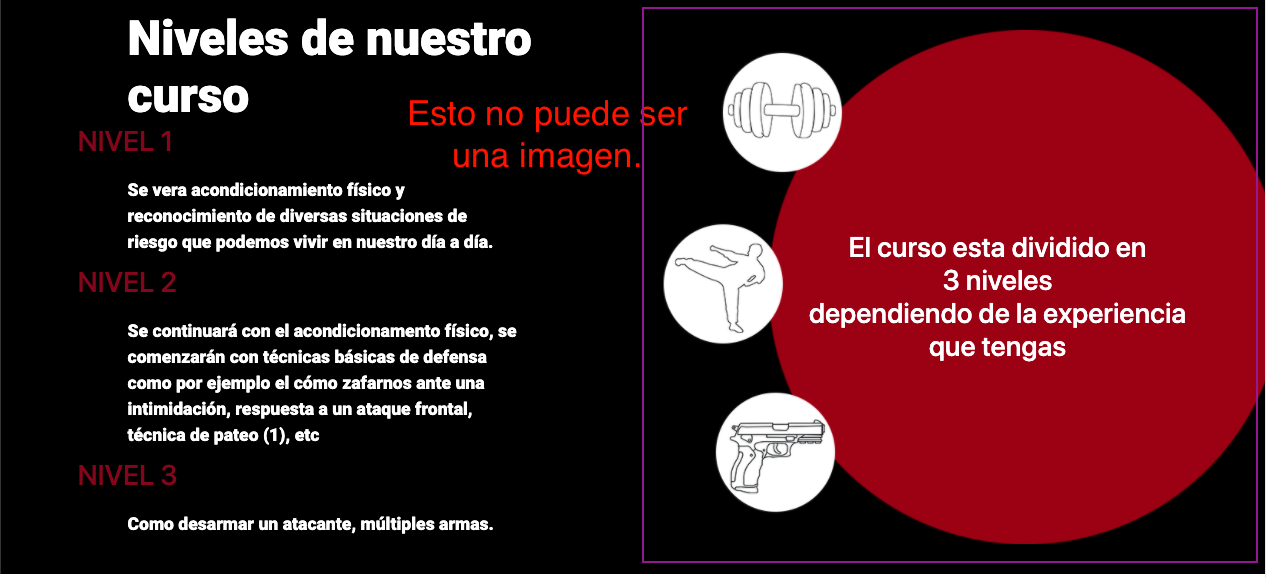 Niveles de nuestro
curso
Esto no puede ser
una imagen.
NIVEL 1
Se vera acondicionamiento físico y
reconocimiento de diversas situaciones de
riesgo que podemos vivir en nuestro día a día.
NIVEL 2
Se continuará con el acondicionamento físico, se
comenzarán con técnicas básicas de defensa
como por ejemplo el cómo zafarnos ante una
intimidación, respuesta a un ataque frontal,
técnica de pateo (1), etc
NIVEL 3
Como desarmar un atacante, múltiples armas.
El curso esta dividido en
3 niveles
dependiendo de la experiencia
que tengas